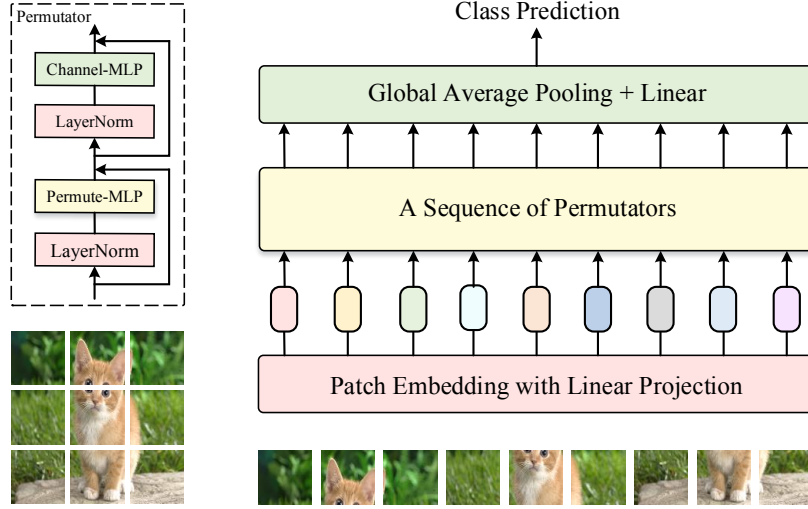 Permutator
Channel-MLP
LayerNorm
Permute-MLP
LayerNorm
Class Prediction
Global Average Pooling + Linear
A Sequence of Permutators
Patch Embedding with Linear Projection